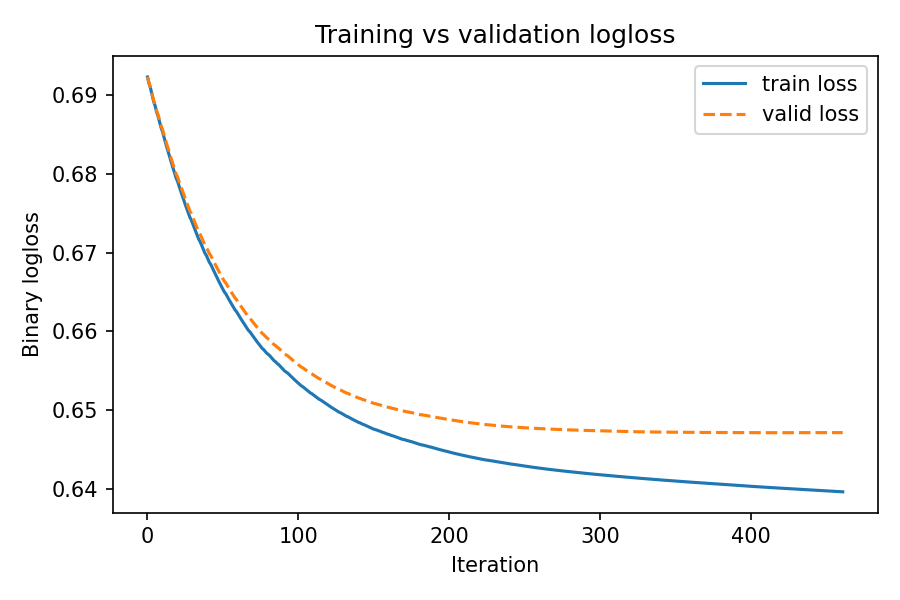 Training vs validation logloss
train loss
valid loss
Binary logloss
0.69
0.68
0.67
0.66
0.65
0.64
0
100
200
300
400
Iteration